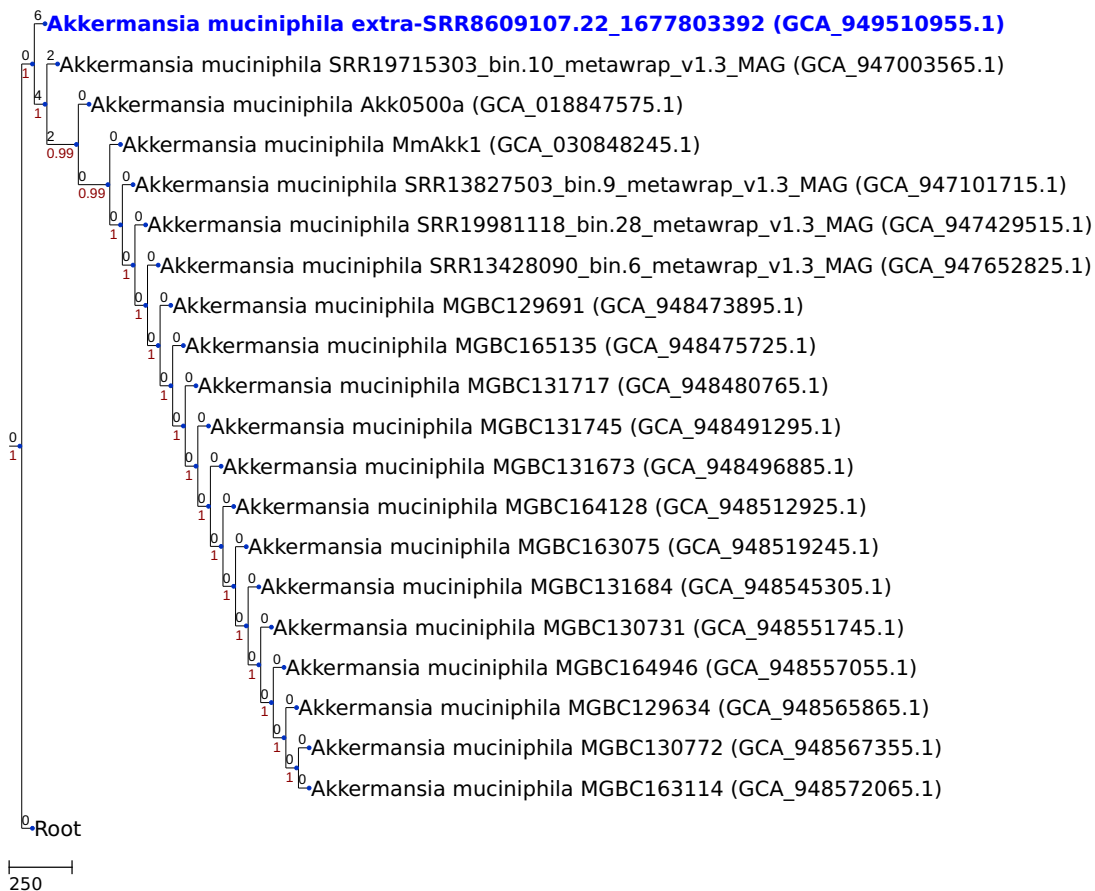 6
Akkermansia muciniphila extra-SRR8609107.22_1677803392 (GCA_949510955.1)
0
1
2
Akkermansia muciniphila SRR19715303_bin.10_metawrap_v1.3_MAG (GCA_947003565.1)
4
1
0
Akkermansia muciniphila Akk0500a (GCA_018847575.1)
2
0.99
0
Akkermansia muciniphila MmAkk1 (GCA_030848245.1)
0
0.99
0
Akkermansia muciniphila SRR13827503_bin.9_metawrap_v1.3_MAG (GCA_947101715.1)
0
1
0
Akkermansia muciniphila SRR19981118_bin.28_metawrap_v1.3_MAG (GCA_947429515.1)
0
1
0
Akkermansia muciniphila SRR13428090_bin.6_metawrap_v1.3_MAG (GCA_947652825.1)
0
1
0
Akkermansia muciniphila MGBC129691 (GCA_948473895.1)
0
1
0
Akkermansia muciniphila MGBC165135 (GCA_948475725.1)
0
1
0
Akkermansia muciniphila MGBC131717 (GCA_948480765.1)
0
1
0
Akkermansia muciniphila MGBC131745 (GCA_948491295.1)
0
1
0
1
0
Akkermansia muciniphila MGBC131673 (GCA_948496885.1)
0
1
0
Akkermansia muciniphila MGBC164128 (GCA_948512925.1)
0
1
0
Akkermansia muciniphila MGBC163075 (GCA_948519245.1)
0
1
0
Akkermansia muciniphila MGBC131684 (GCA_948545305.1)
0
1
0
Akkermansia muciniphila MGBC130731 (GCA_948551745.1)
0
1
0
Akkermansia muciniphila MGBC164946 (GCA_948557055.1)
0
1
0
Akkermansia muciniphila MGBC129634 (GCA_948565865.1)
0
1
0
Akkermansia muciniphila MGBC130772 (GCA_948567355.1)
0
1
0
Akkermansia muciniphila MGBC163114 (GCA_948572065.1)
0
Root
250